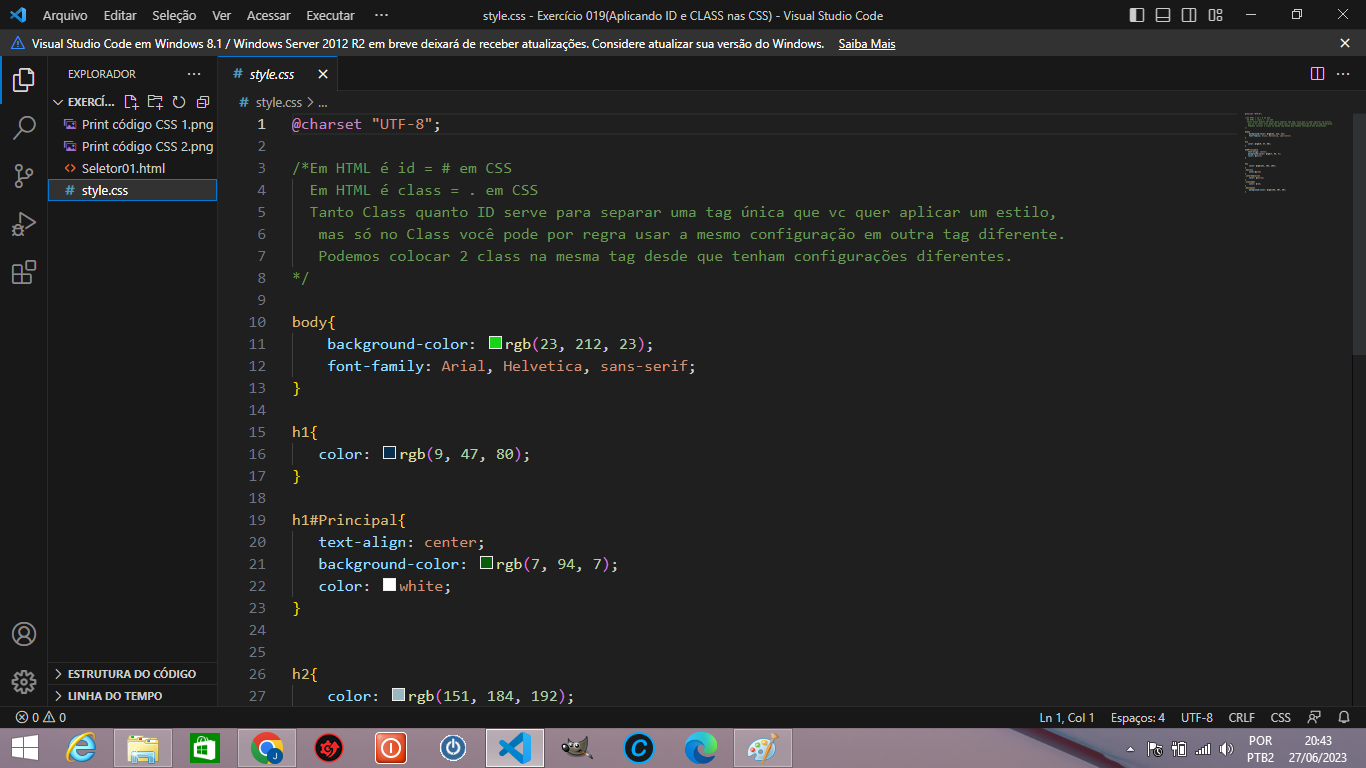 Arquivo Editar Seleção Ver Acessar Executar ··· style.css - Exercício 019(Aplicando ID e CLASS nas CSS) - Visual Studio Code
Visual Studio Code em Windows 8.1 / Windows Server 2012 R2 em breve deixará de receber atualizações. Considere atualizar sua versão do Windows. Saiba Mais
EXPLORADOR ···
# style.css
EXERCÍ...
# style.css > ...
Print código CSS 1.png
Print código CSS 2.png
<> Seletor01.html
# style.css
1 @charset "UTF-8";
2
3 /*Em HTML é id = # em CSS
4 Em HTML é class = . em CSS
5 Tanto Class quanto ID serve para separar uma tag única que vc quer aplicar um estilo,
6 mas só no Class você pode por regra usar a mesmo configuração em outra tag diferente.
7 Podemos colocar 2 class na mesma tag desde que tenham configurações diferentes.
8 */
9
10 body{
11 background-color: rgb(23, 212, 23);
12 font-family: Arial, Helvetica, sans-serif;
13 }
14
15 h1{
16 color: rgb(9, 47, 80);
17 }
18
19 h1#Principal{
20 text-align: center;
21 background-color: rgb(7, 94, 7);
22 color: white;
23 }
24
25
26 h2{
27 color: rgb(151, 184, 192);
ESTRUTURA DO CÓDIGO
LINHA DO TEMPO
0 0 Ln 1, Col 1 Espaços: 4 UTF-8 CRLF CSS
POR 20:43
PTB2 27/06/2023